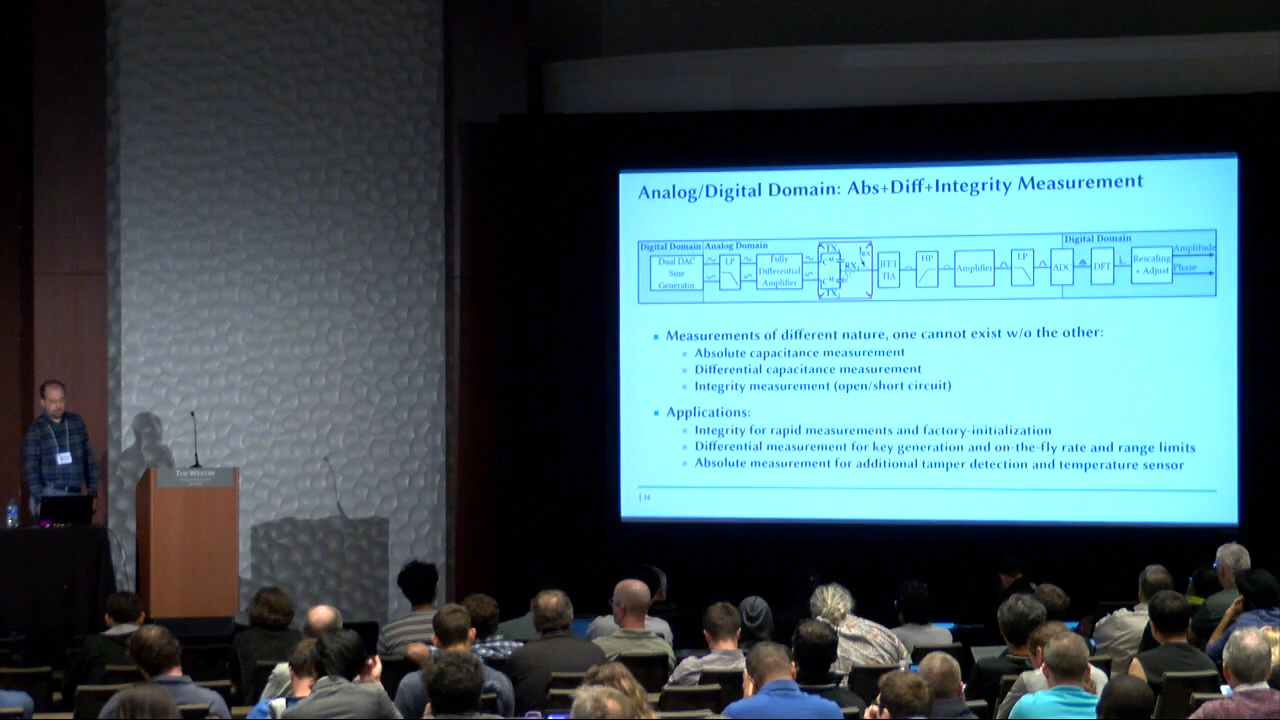 Analog/Digital Domain: Abs+Diff+Integrity Measurement
Digital Domain
Analog Domain
Digital Domain
Dual DAC
Sine
Generator
LP
Fully
Differential
Amplifier
TX
RX
TX
JFET
TIA
HP
Amplifier
LP
ADC
DFT
Rescaling
+ Adjust
Amplitude
Phase
Measurements of different nature, one cannot exist w/o the other:
Absolute capacitance measurement
Differential capacitance measurement
Integrity measurement (open/short circuit)
Applications:
Integrity for rapid measurements and factory-initialization
Differential measurement for key generation and on-the-fly rate and range limits
Absolute measurement for additional tamper detection and temperature sensor
| 14
The Westin